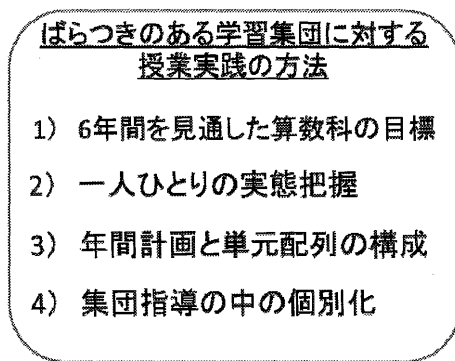 ばらつきのある学習集団に対する
授業実践の方法
1) 6年間を見通した算数科の目標
2) 一人ひとりの実態把握
3) 年間計画と単元配列の構成
4) 集団指導の中の個別化